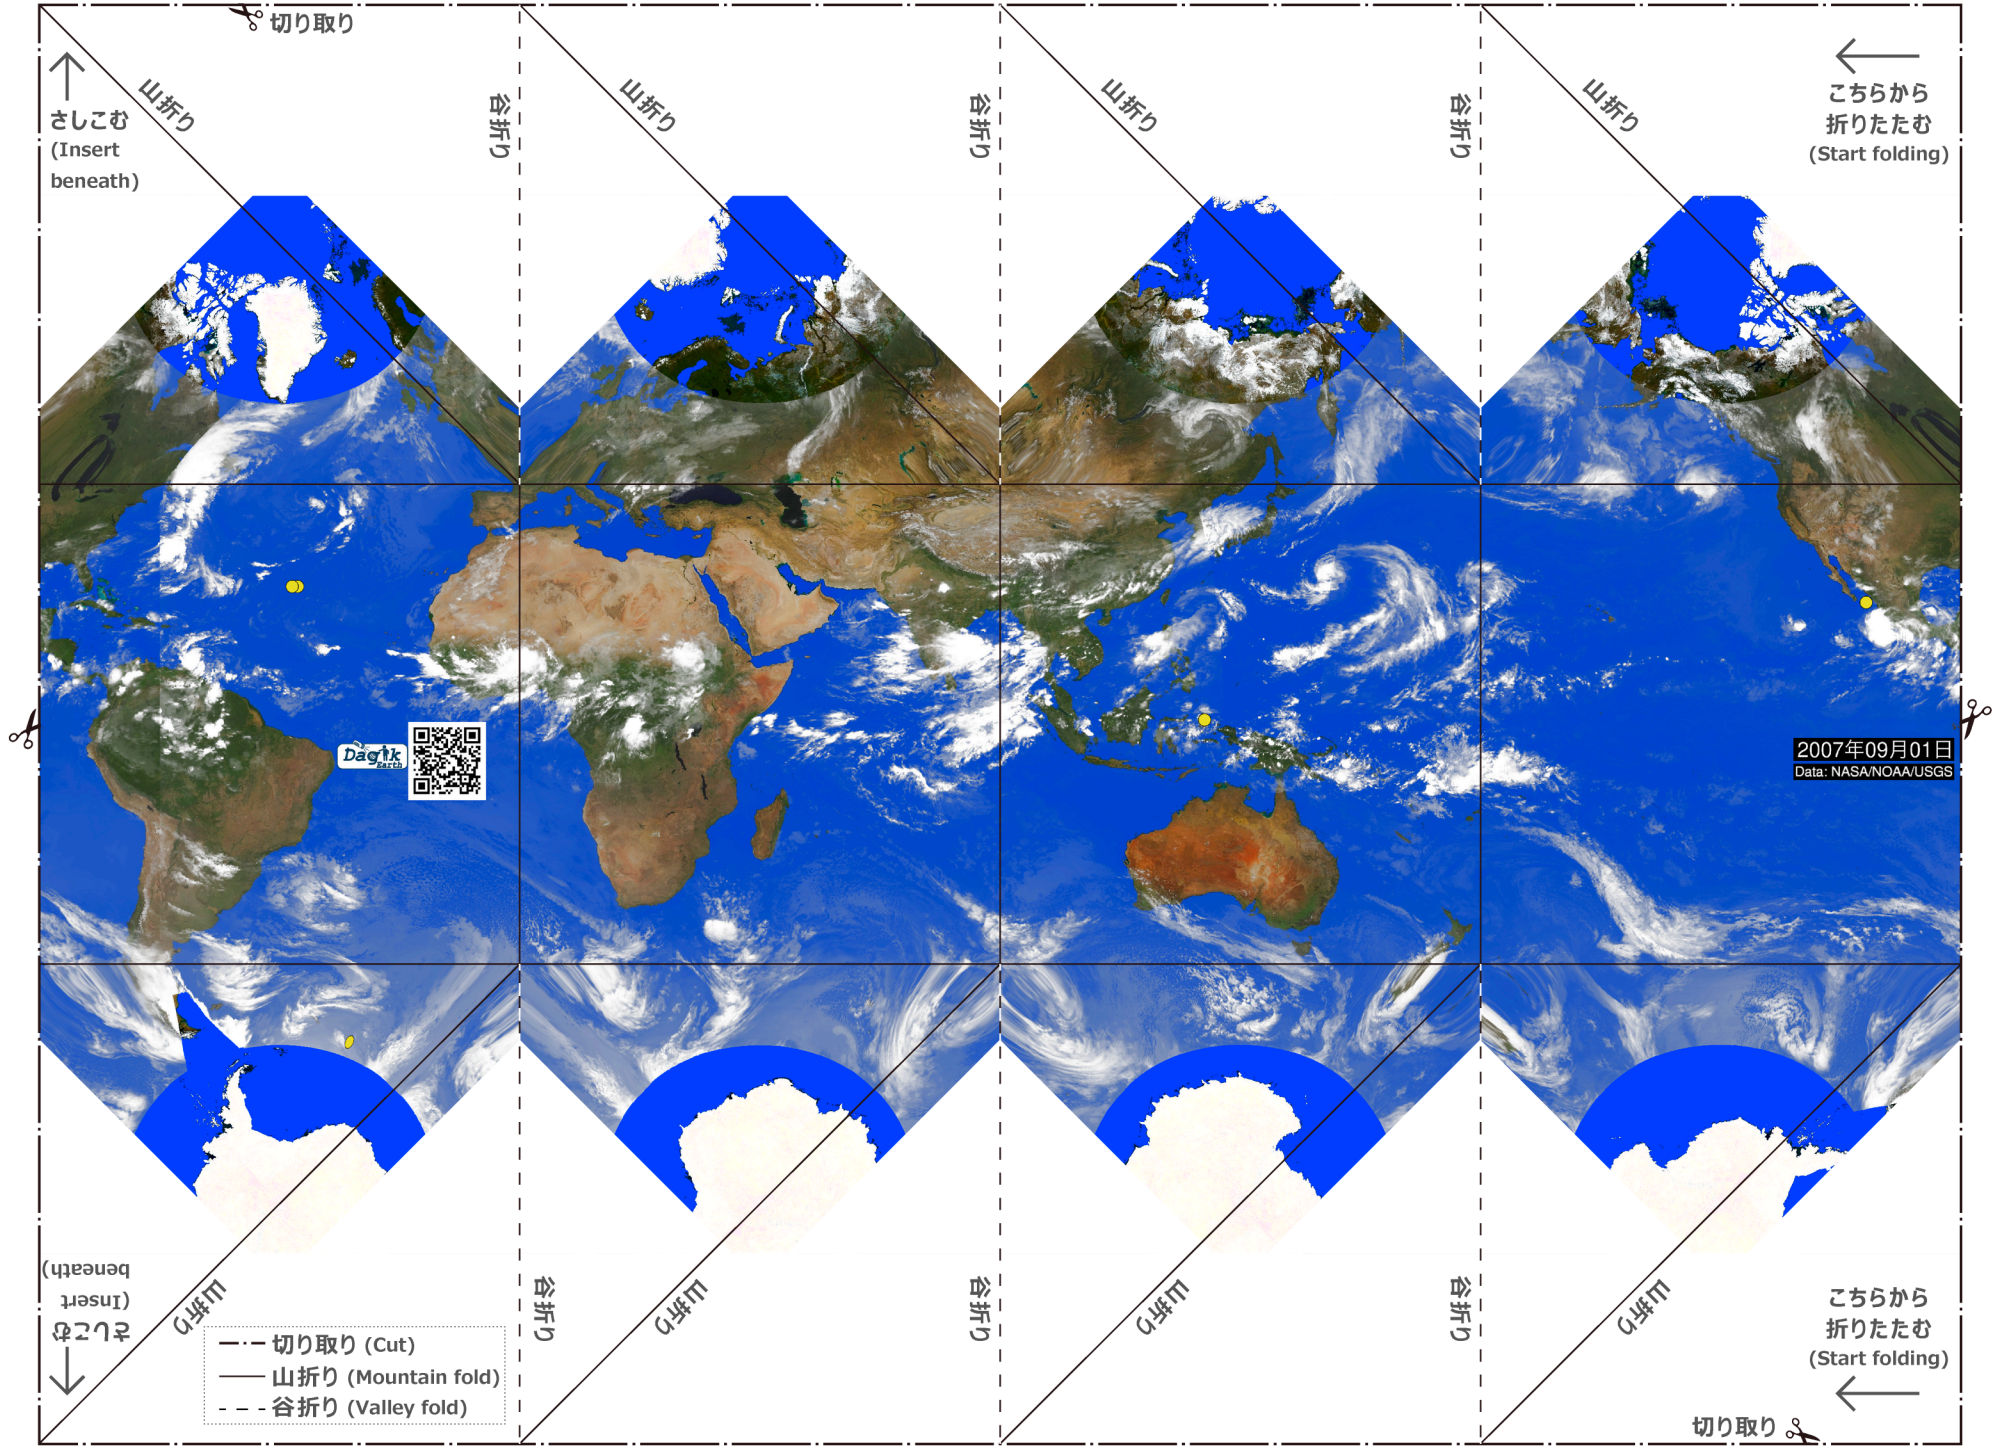 切り取り
さしこむ
(Insert
beneath)
山折り
谷折り
山折り
谷折り
山折り
谷折り
山折り
こちらから
折りたたむ
(Start folding)
Dagik
Earth
2007年09月01日
Data: NASA/NOAA/USGS
さしこむ
(Insert
beneath)
山折り
谷折り
山折り
谷折り
山折り
谷折り
山折り
こちらから
折りたたむ
(Start folding)
切り取り (Cut)
山折り (Mountain fold)
谷折り (Valley fold)
切り取り